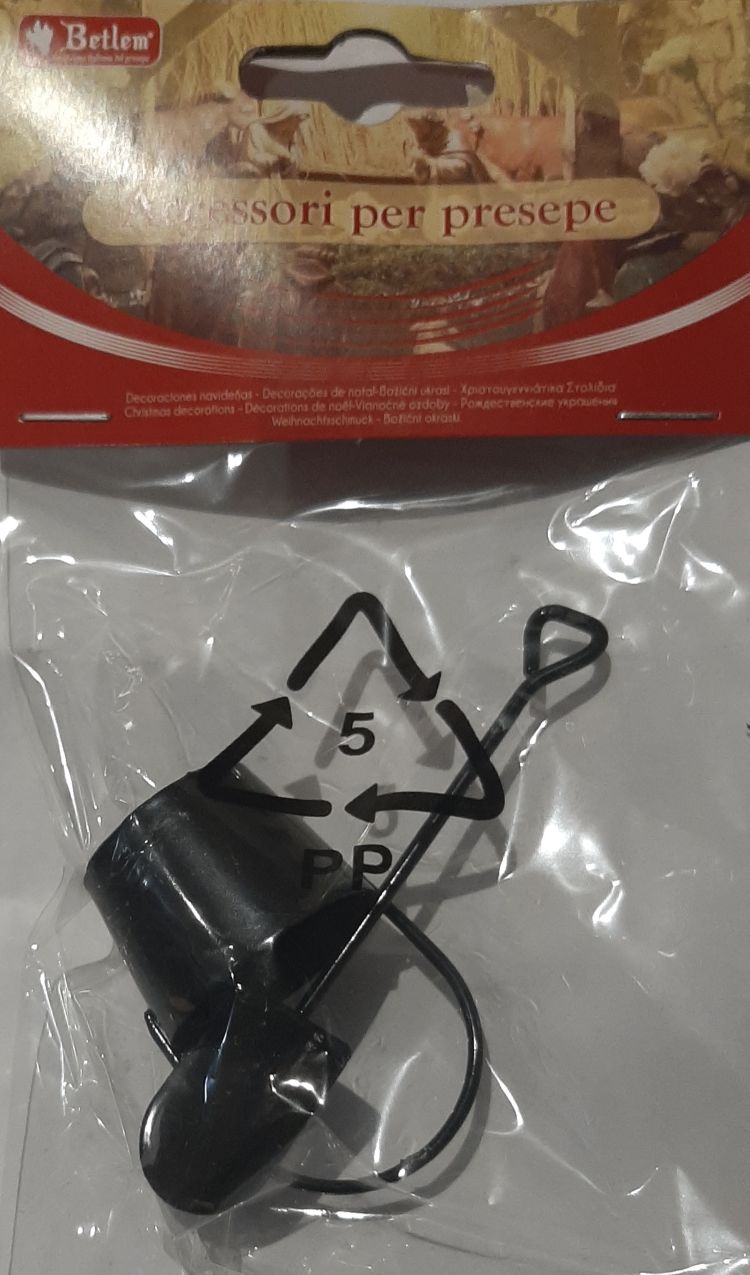 Betlem®
Accessori per presepe
Decoraciones navideñas - Decorações de natal-Božićni ukrasi - Χριστουγεννιάτικα Στολίδια
Christmas decorations - Décorations de noël-Vianočné ozdoby - Рождественские украшения
Weihnachtsschmuck - Božični okraski
5
PP